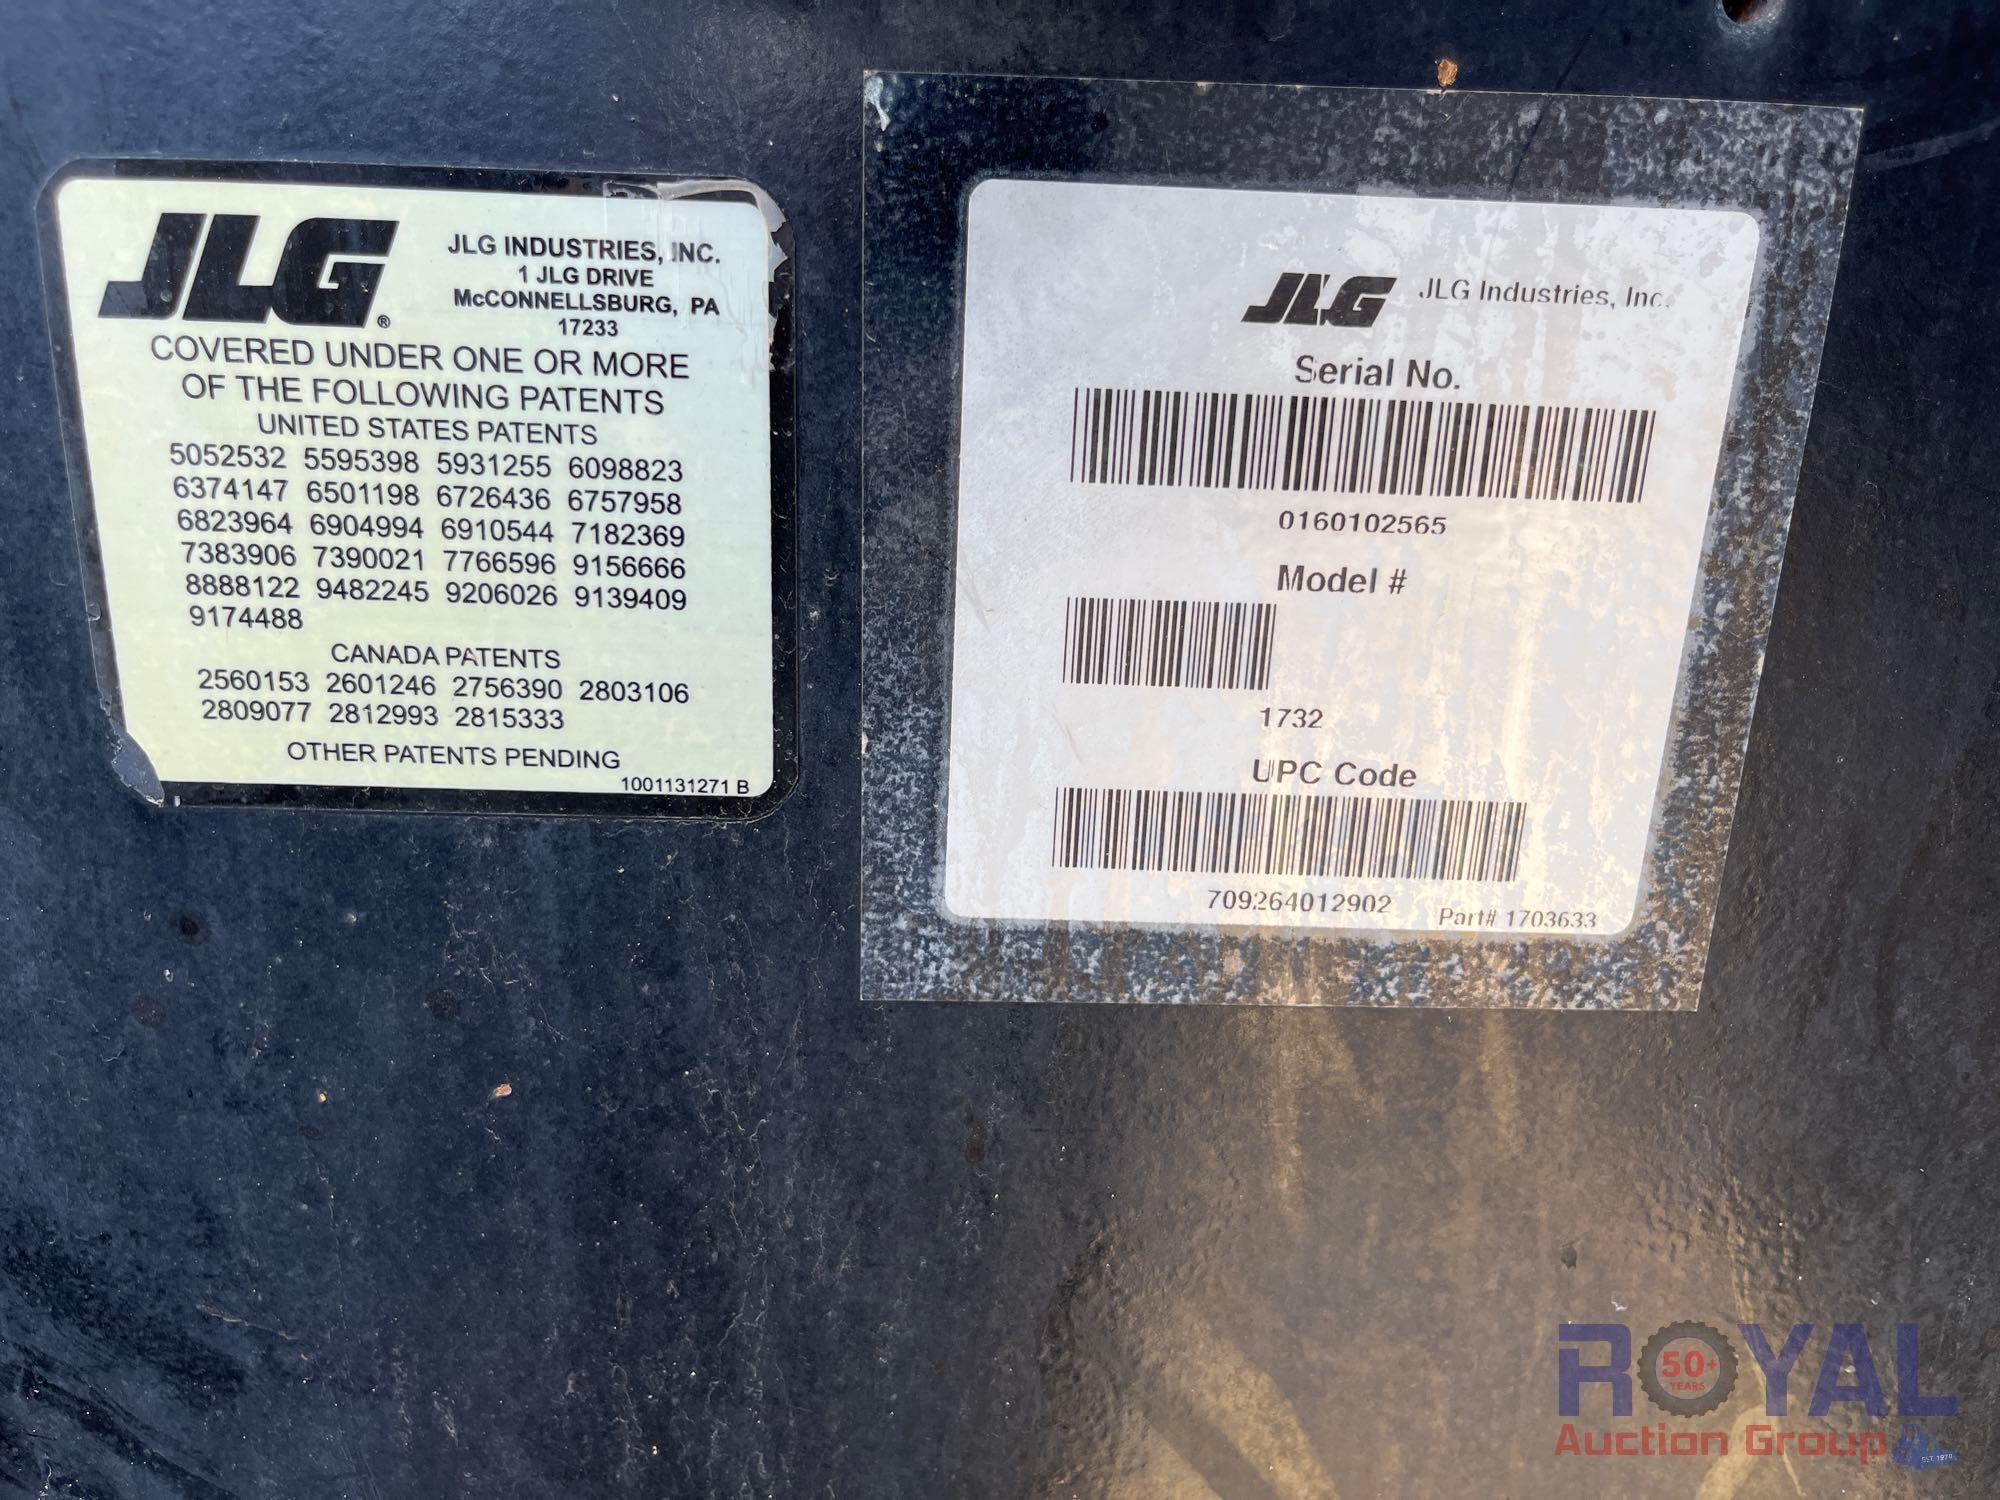 JLG®
JLG INDUSTRIES, INC.
1 JLG DRIVE
McCONNELLSBURG, PA
17233
COVERED UNDER ONE OR MORE
OF THE FOLLOWING PATENTS
UNITED STATES PATENTS
5052532 5595398 5931255 6098823
6374147 6501198 6726436 6757958
6823964 6904994 6910544 7182369
7383906 7390021 7766596 9156666
8888122 9482245 9206026 9139409
9174488
CANADA PATENTS
2560153 2601246 2756390 2803106
2809077 2812993 2815333
OTHER PATENTS PENDING
1001131271 B
JLG JLG Industries, Inc.
Serial No.
0160102565
Model #
1732
UPC Code
709264012902
Part# 1703633
ROYAL
50+
YEARS
Auction Group
EST. 1970